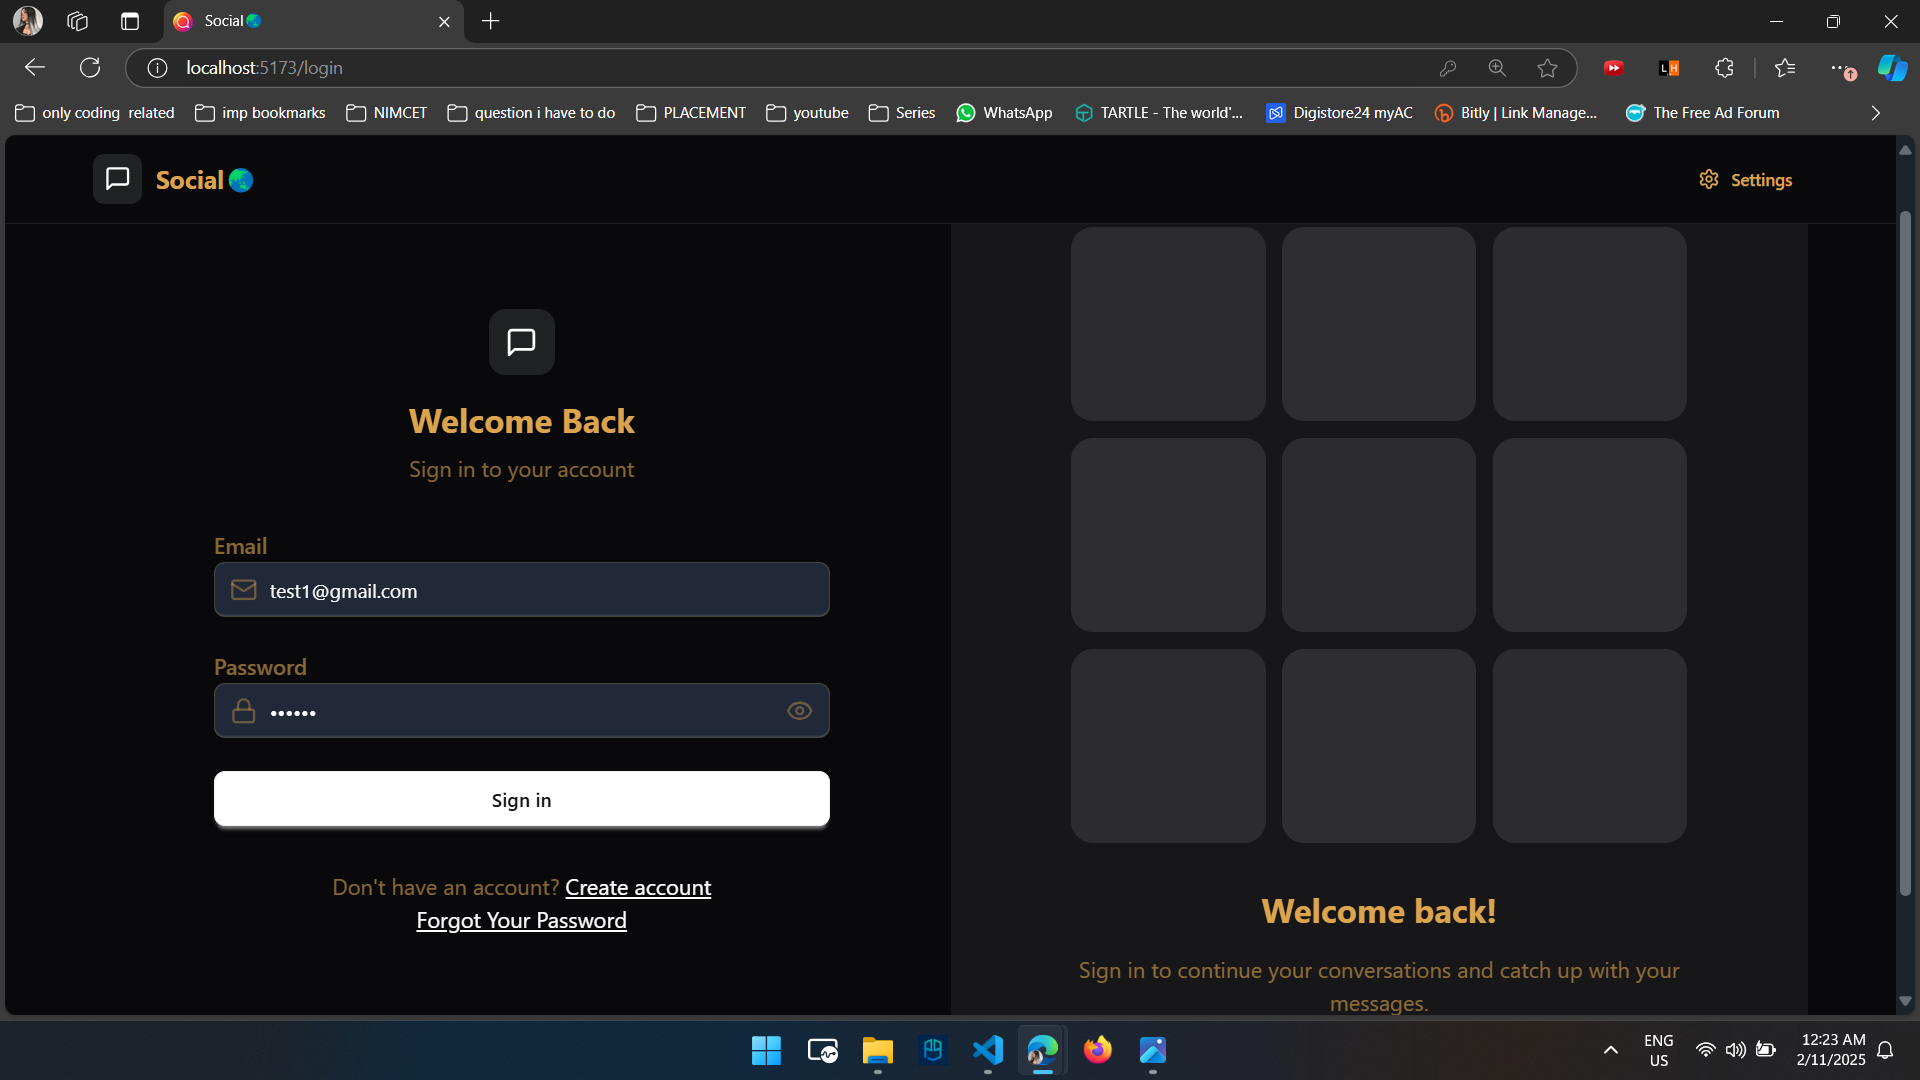 Social🌏
localhost:5173/login
only coding related
imp bookmarks
NIMCET
question i have to do
PLACEMENT
youtube
Series
WhatsApp
TARTLE - The world'...
Digistore24 myAC
Bitly | Link Manage...
The Free Ad Forum
LH
Social🌏
Settings
Welcome Back
Sign in to your account
Email
test1@gmail.com
Password
••••••
Sign in
Don't have an account? Create account
Forgot Your Password
Welcome back!
Sign in to continue your conversations and catch up with your
messages.
ENG
US
12:23 AM
2/11/2025